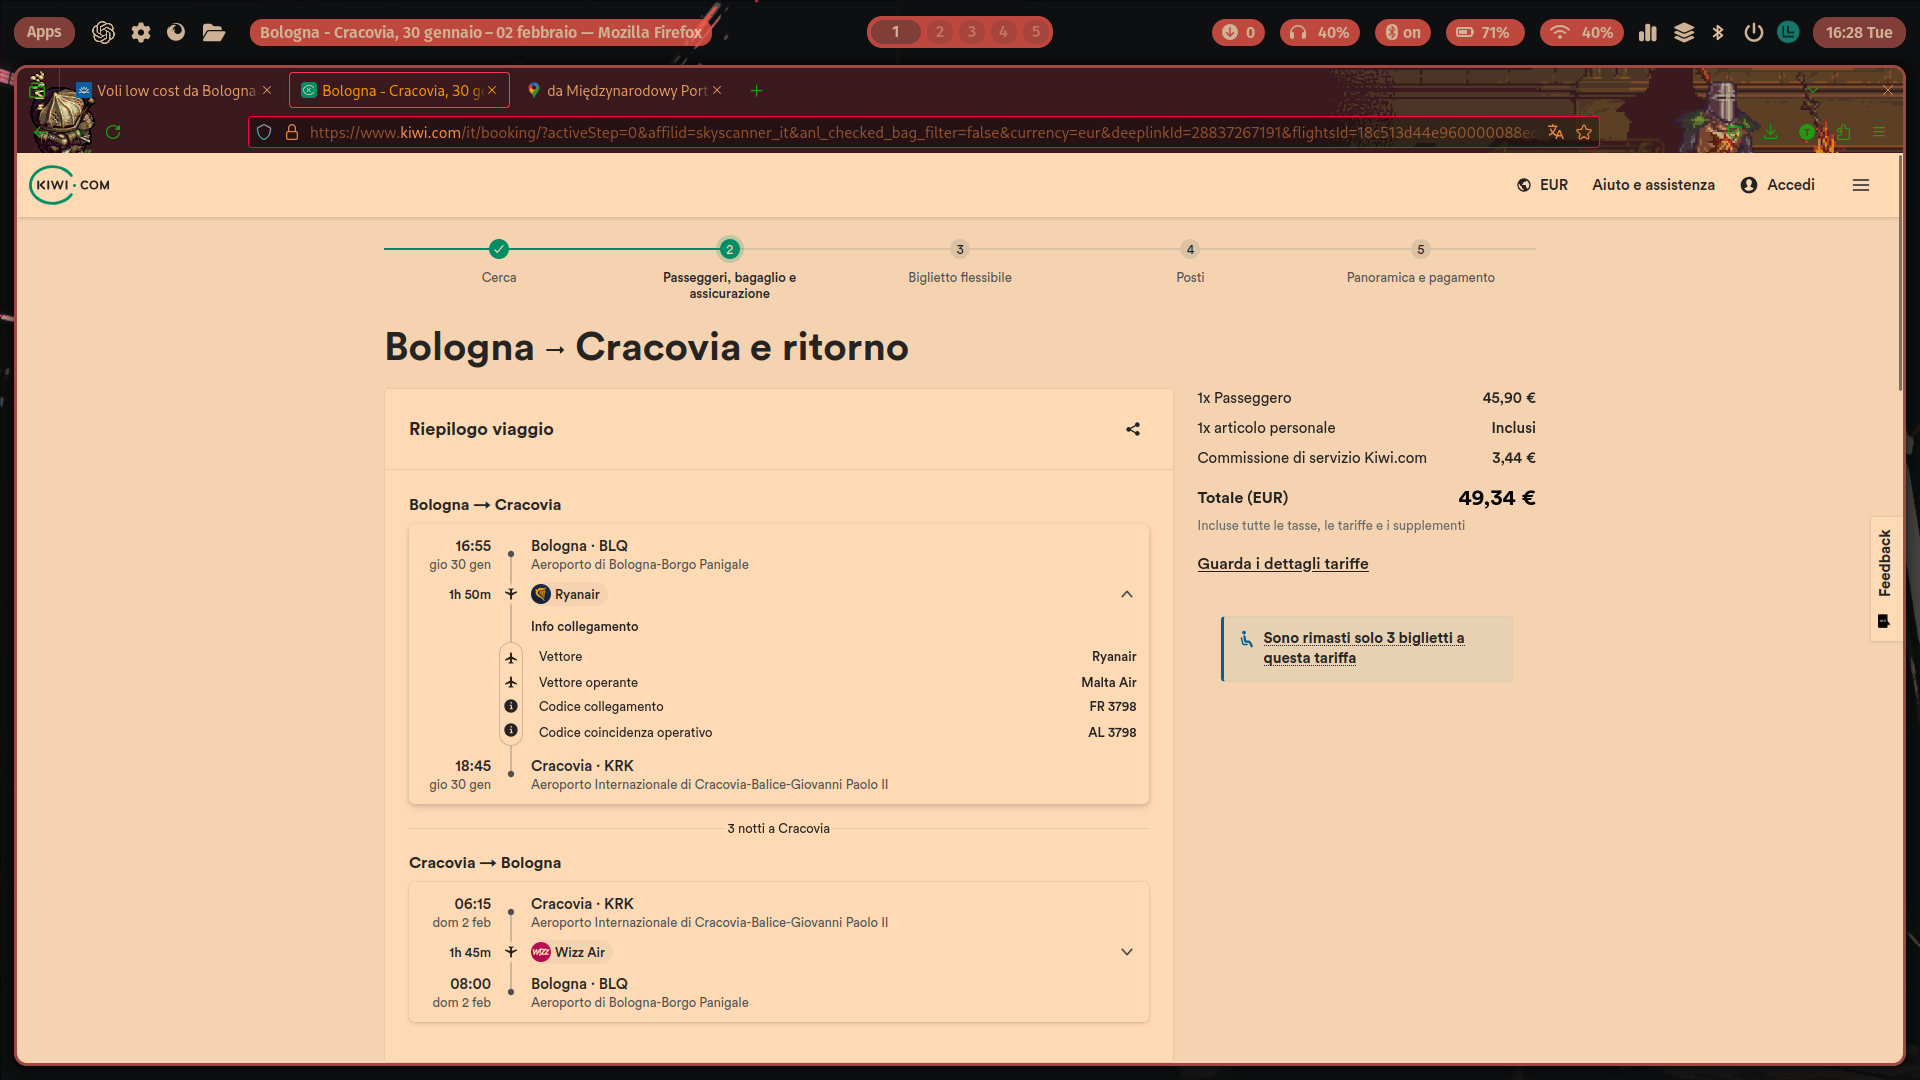 Apps
Bologna - Cracovia, 30 gennaio – 02 febbraio — Mozilla Firefox
1 2 3 4 5
0
40%
on
71%
40%
16:28 Tue
Voli low cost da Bologna
Bologna - Cracovia, 30 g
da Międzynarodowy Port
https://www.kiwi.com/it/booking/?activeStep=0&affilid=skyscanner_it&anl_checked_bag_filter=false&currency=eur&deeplinkId=28837267191&flightsId=18c513d44e960000088ec
KIWI.COM
EUR
Aiuto e assistenza
Accedi
2
3
4
5
Cerca
Passeggeri, bagaglio e
assicurazione
Biglietto flessibile
Posti
Panoramica e pagamento
Bologna → Cracovia e ritorno
Riepilogo viaggio
Bologna → Cracovia
16:55
gio 30 gen
Bologna · BLQ
Aeroporto di Bologna-Borgo Panigale
1h 50m
Ryanair
Info collegamento
Vettore Ryanair
Vettore operante Malta Air
Codice collegamento FR 3798
Codice coincidenza operativo AL 3798
18:45
gio 30 gen
Cracovia · KRK
Aeroporto Internazionale di Cracovia-Balice-Giovanni Paolo II
3 notti a Cracovia
Cracovia → Bologna
06:15
dom 2 feb
Cracovia · KRK
Aeroporto Internazionale di Cracovia-Balice-Giovanni Paolo II
1h 45m
WIZZ
Wizz Air
08:00
dom 2 feb
Bologna · BLQ
Aeroporto di Bologna-Borgo Panigale
1x Passeggero 45,90 €
1x articolo personale Inclusi
Commissione di servizio Kiwi.com 3,44 €
Totale (EUR) 49,34 €
Incluse tutte le tasse, le tariffe e i supplementi
Guarda i dettagli tariffe
Sono rimasti solo 3 biglietti a
questa tariffa
Feedback